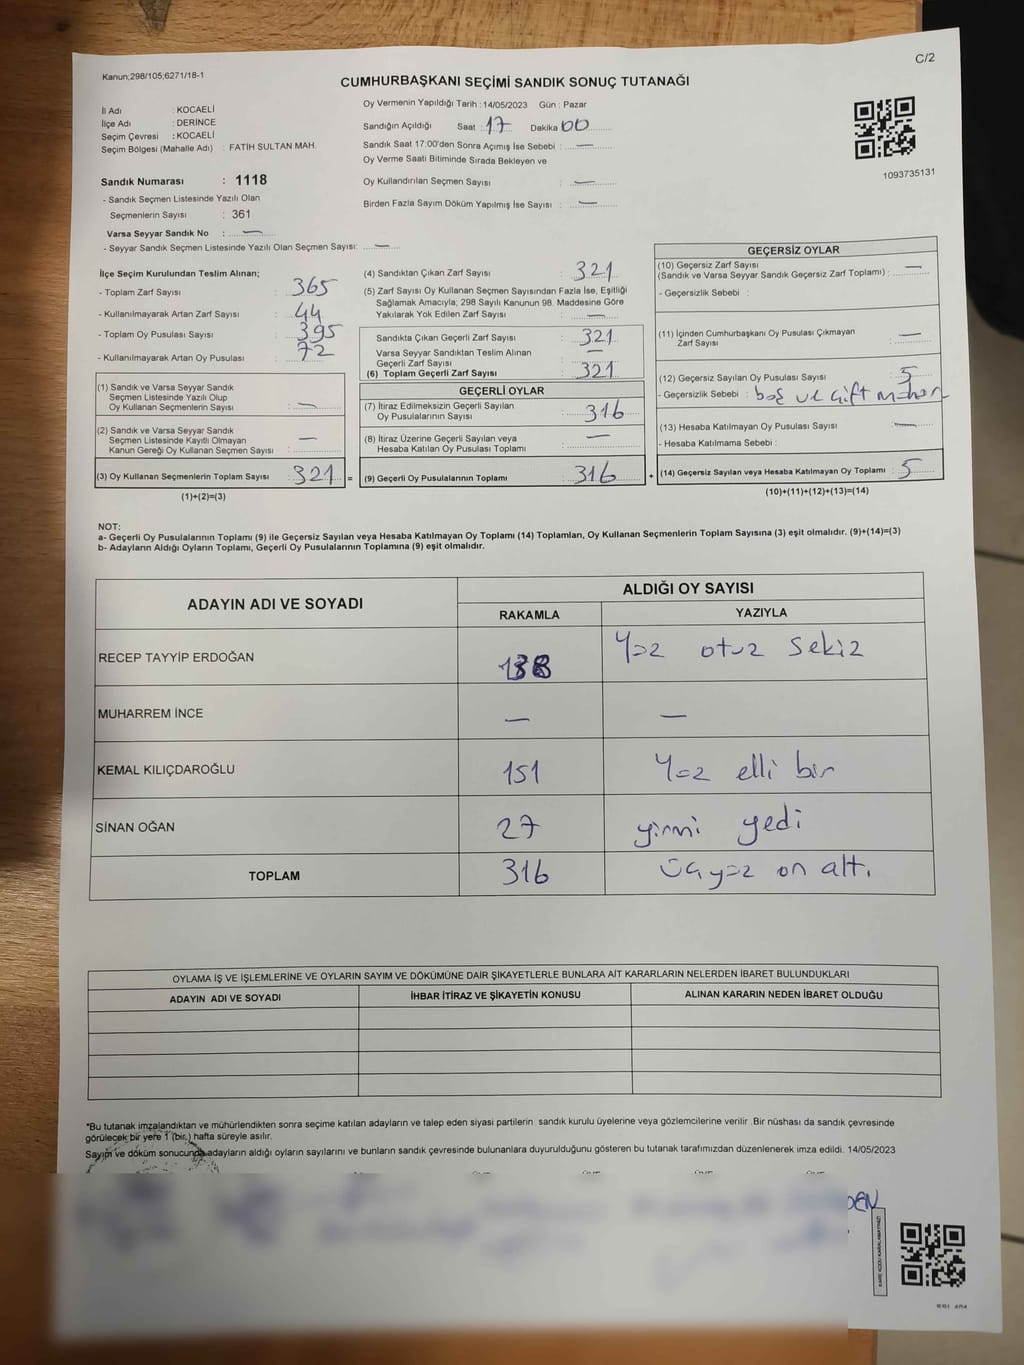 C/2
Kanun;298/105;6271/18-1
CUMHURBAŞKANI SEÇİMİ SANDIK SONUÇ TUTANAĞI
İl Adı : KOCAELİ
İlçe Adı : DERİNCE
Seçim Çevresi : KOCAELİ
Seçim Bölgesi (Mahalle Adı) : FATİH SULTAN MAH.
Sandık Numarası : 1118
- Sandık Seçmen Listesinde Yazılı Olan
Seçmenlerin Sayısı : 361
Varsa Seyyar Sandık No : —
- Seyyar Sandık Seçmen Listesinde Yazılı Olan Seçmen Sayısı: —
Oy Vermenin Yapıldığı Tarih : 14/05/2023 Gün : Pazar
Sandığın Açıldığı Saat : 17 Dakika 00
Sandık Saat 17:00'den Sonra Açımış İse Sebebi : —
Oy Verme Saati Bitiminde Sırada Bekleyen ve
Oy Kullandırılan Seçmen Sayısı : —
Birden Fazla Sayım Döküm Yapılmış İse Sayısı : —
1093735131
İlçe Seçim Kurulundan Teslim Alınan;
- Toplam Zarf Sayısı : 365
- Kullanılmayarak Artan Zarf Sayısı : 44
- Toplam Oy Pusulası Sayısı : 395
- Kullanılmayarak Artan Oy Pusulası : 72
(1) Sandık ve Varsa Seyyar Sandık
Seçmen Listesinde Yazılı Olup
Oy Kullanan Seçmenlerin Sayısı : —
(2) Sandık ve Varsa Seyyar Sandık
Seçmen Listesinde Kayıtlı Olmayan
Kanun Gereği Oy Kullanan Seçmen Sayısı : —
(3) Oy Kullanan Seçmenlerin Toplam Sayısı : 321 =
(1)+(2)=(3)
(4) Sandıktan Çıkan Zarf Sayısı : 321
(5) Zarf Sayısı Oy Kullanan Seçmen Sayısından Fazla İse, Eşitliği
Sağlamak Amacıyla; 298 Sayılı Kanunun 98. Maddesine Göre
Yakılarak Yok Edilen Zarf Sayısı : —
Sandıkta Çıkan Geçerli Zarf Sayısı : 321
Varsa Seyyar Sandıktan Teslim Alınan
Geçerli Zarf Sayısı : —
(6) Toplam Geçerli Zarf Sayısı : 321
GEÇERLİ OYLAR
(7) İtiraz Edilmeksizin Geçerli Sayılan
Oy Pusulalarının Sayısı : 316
(8) İtiraz Üzerine Geçerli Sayılan veya
Hesaba Katılan Oy Pusulası Toplamı : —
(9) Geçerli Oy Pusulalarının Toplamı : 316 +
GEÇERSİZ OYLAR
(10) Geçersiz Zarf Sayısı
(Sandık ve Varsa Seyyar Sandık Geçersiz Zarf Toplamı) : —
- Geçersizlik Sebebi :
(11) İçinden Cumhurbaşkanı Oy Pusulası Çıkmayan
Zarf Sayısı : —
(12) Geçersiz Sayılan Oy Pusulası Sayısı : 5
- Geçersizlik Sebebi : boş ve çift mühür
(13) Hesaba Katılmayan Oy Pusulası Sayısı : —
- Hesaba Katılmama Sebebi :
(14) Geçersiz Sayılan veya Hesaba Katılmayan Oy Toplamı : 5
(10)+(11)+(12)+(13)=(14)
NOT:
a- Geçerli Oy Pusulalarının Toplamı (9) ile Geçersiz Sayılan veya Hesaba Katılmayan Oy Toplamı (14) Toplamları, Oy Kullanan Seçmenlerin Toplam Sayısına (3) eşit olmalıdır. (9)+(14)=(3)
b- Adayların Aldığı Oyların Toplamı, Geçerli Oy Pusulalarının Toplamına (9) eşit olmalıdır.
ADAYIN ADI VE SOYADI
ALDIĞI OY SAYISI
RAKAMLA YAZIYLA
RECEP TAYYİP ERDOĞAN 138 Yüz otuz sekiz
MUHARREM İNCE — —
KEMAL KILIÇDAROĞLU 151 Yüz elli bir
SİNAN OĞAN 27 yirmi yedi
TOPLAM 316 üçyüz on altı
OYLAMA İŞ VE İŞLEMLERİNE VE OYLARIN SAYIM VE DÖKÜMÜNE DAİR ŞİKAYETLERLE BUNLARA AİT KARARLARIN NELERDEN İBARET BULUNDUKLARI
ADAYIN ADI VE SOYADI İHBAR İTİRAZ VE ŞİKAYETİN KONUSU ALINAN KARARIN NEDEN İBARET OLDUĞU
*Bu tutanak imzalandıktan ve mühürlendikten sonra seçime katılan adayların ve talep eden siyasi partilerin sandık kurulu üyelerine veya gözlemcilerine verilir. Bir nüshası da sandık çevresinde
görülecek bir yere 1 (bir.) hafta süreyle asılır.
Sayım ve döküm sonucunda adayların aldığı oyların sayılarını ve bunların sandık çevresinde bulunanlara duyurulduğunu gösteren bu tutanak tarafımızdan düzenlenerek imza edildi. 14/05/2023
DEN
KARE KODU KARALAMAYINIZ!